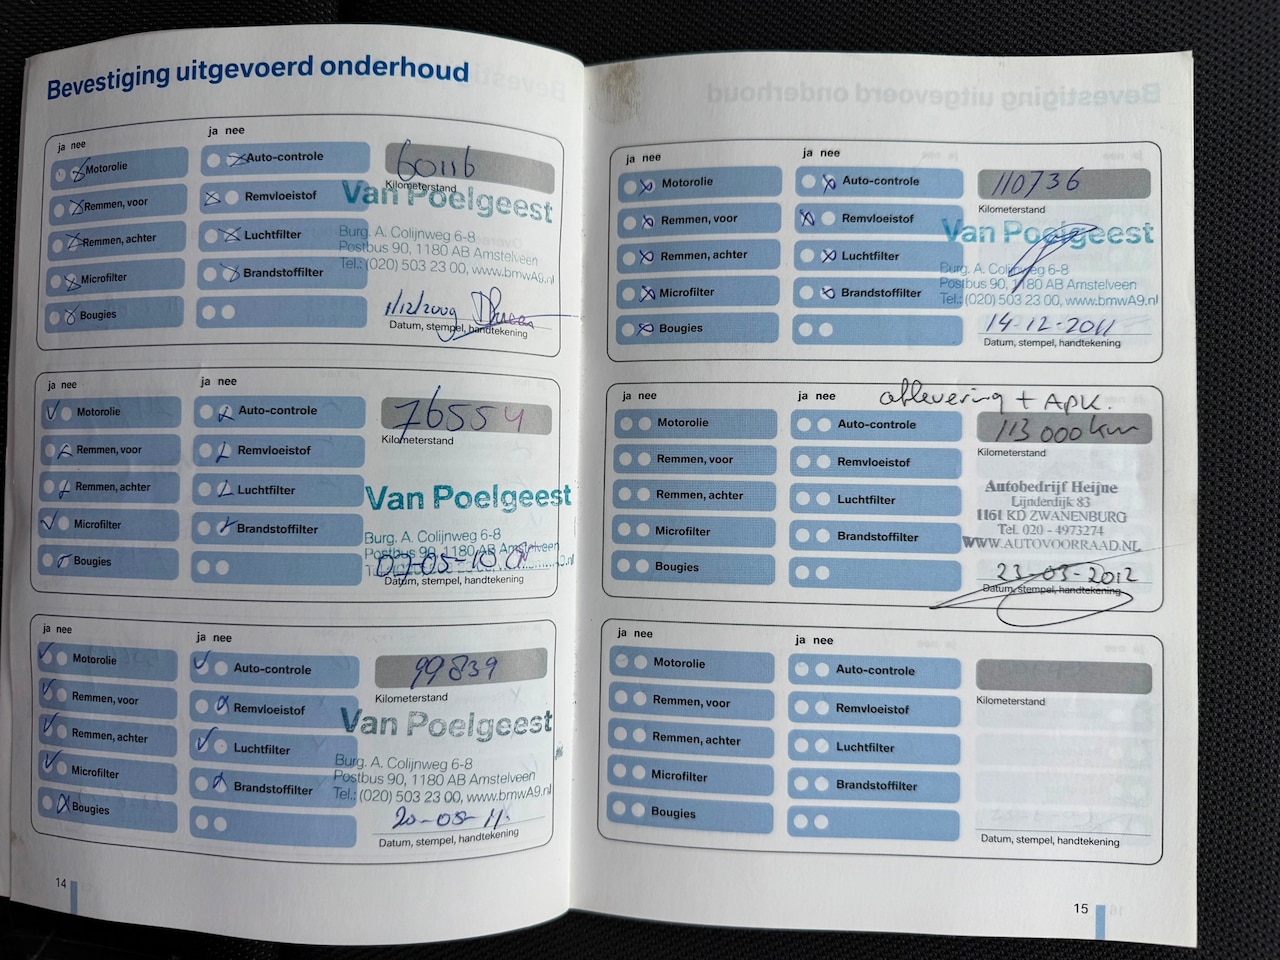 Bevestiging uitgevoerd onderhoud
ja nee
ja nee
Motorolie
Auto-controle
60116
Kilometerstand
Remmen, voor
Remvloeistof
Van Poelgeest
Remmen, achter
Luchtfilter
Burg. A. Colijnweg 6-8
Postbus 90, 1180 AB Amstelveen
Tel.: (020) 503 23 00, www.bmwA9.nl
Microfilter
Brandstoffilter
Bougies
1/12/2009
Datum, stempel, handtekening
ja nee
ja nee
Motorolie
Auto-controle
76554
Kilometerstand
Remmen, voor
Remvloeistof
Remmen, achter
Luchtfilter
Van Poelgeest
Microfilter
Brandstoffilter
Burg. A. Colijnweg 6-8
Postbus 90, 1180 AB Amstelveen
Bougies
07-05-10
Datum, stempel, handtekening
ja nee
ja nee
Motorolie
Auto-controle
99839
Kilometerstand
Remmen, voor
Remvloeistof
Van Poelgeest
Remmen, achter
Luchtfilter
Burg. A. Colijnweg 6-8
Postbus 90, 1180 AB Amstelveen
Tel.: (020) 503 23 00, www.bmwA9.nl
Microfilter
Brandstoffilter
Bougies
20-05-11.
Datum, stempel, handtekening
14
ja nee
ja nee
Motorolie
Auto-controle
110736
Kilometerstand
Remmen, voor
Remvloeistof
Van Poelgeest
Remmen, achter
Luchtfilter
Burg. A. Colijnweg 6-8
Postbus 90, 1180 AB Amstelveen
Tel.: (020) 503 23 00, www.bmwA9.nl
Microfilter
Brandstoffilter
Bougies
14-12-2011
Datum, stempel, handtekening
ja nee
ja nee
aflevering + APK.
Motorolie
Auto-controle
113 000 km
Kilometerstand
Remmen, voor
Remvloeistof
Remmen, achter
Luchtfilter
Autobedrijf Heijne
Lijnderdijk 83
1161 KD ZWANENBURG
Tel. 020 - 4973274
WWW.AUTOVOORRAAD.NL
Microfilter
Brandstoffilter
Bougies
23-03-2012
Datum, stempel, handtekening
ja nee
ja nee
Motorolie
Auto-controle
Kilometerstand
Remmen, voor
Remvloeistof
Remmen, achter
Luchtfilter
Microfilter
Brandstoffilter
Bougies
Datum, stempel, handtekening
15